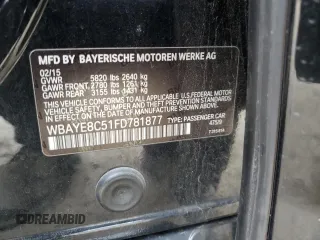 MFD BY BAYERISCHE MOTOREN WERKE AG
02/15
GVWR 5820 lbs 2640 kg
GAWR FRONT 2780 lbs 1261 kg
GAWR REAR 3155 lbs 1431 kg
THIS VEHICLE CONFORMS TO ALL APPLICABLE
U.S. FEDERAL MOTOR VEHICLE SAFETY,
BUMPER, AND THEFT PREVENTION STANDARDS
IN EFFECT ON THE DATE OF
MANUFACTURE SHOWN ABOVE.
WBAYE8C51FD781877 TYPE: PASSENGER CAR
DREAMBID
dreambid.com